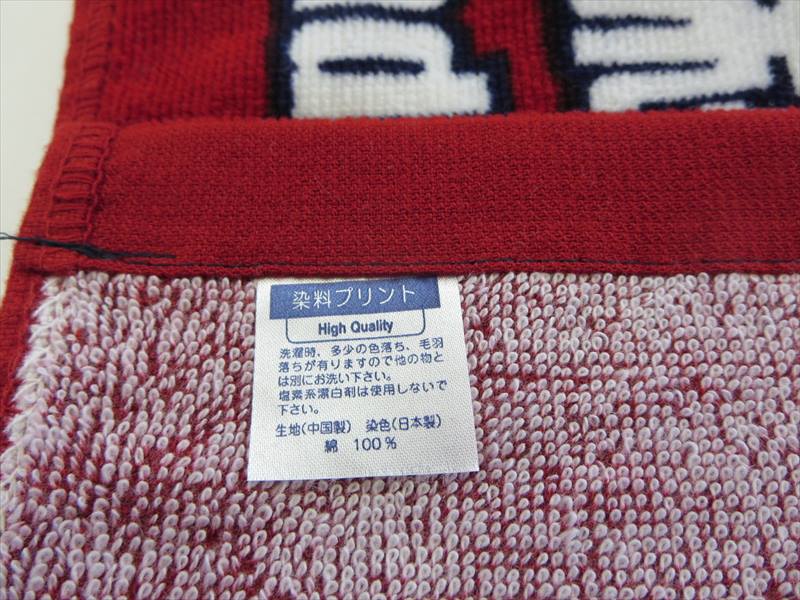 染料プリント
High Quality
洗濯時、多少の色落ち、毛羽
落ちが有りますので他の物と
は別にお洗い下さい。
塩素系漂白剤は使用しないで
下さい。
生地(中国製) 染色(日本製)
綿 100%